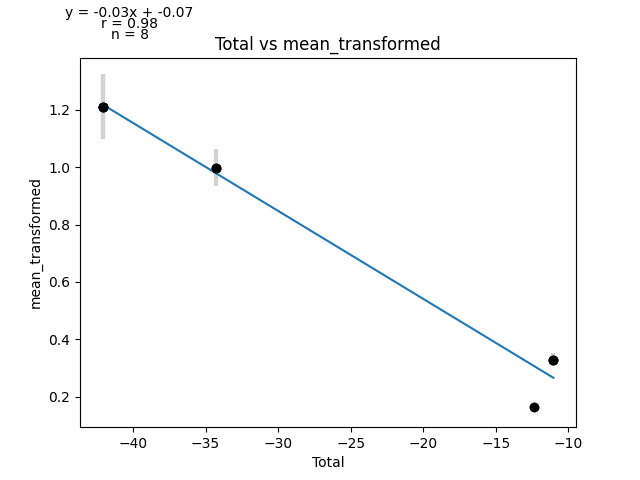 y = -0.03x + -0.07
r = 0.98
n = 8
Total vs mean_transformed
mean_transformed
1.2
1.0
0.8
0.6
0.4
0.2
−40
−35
−30
−25
−20
−15
−10
Total